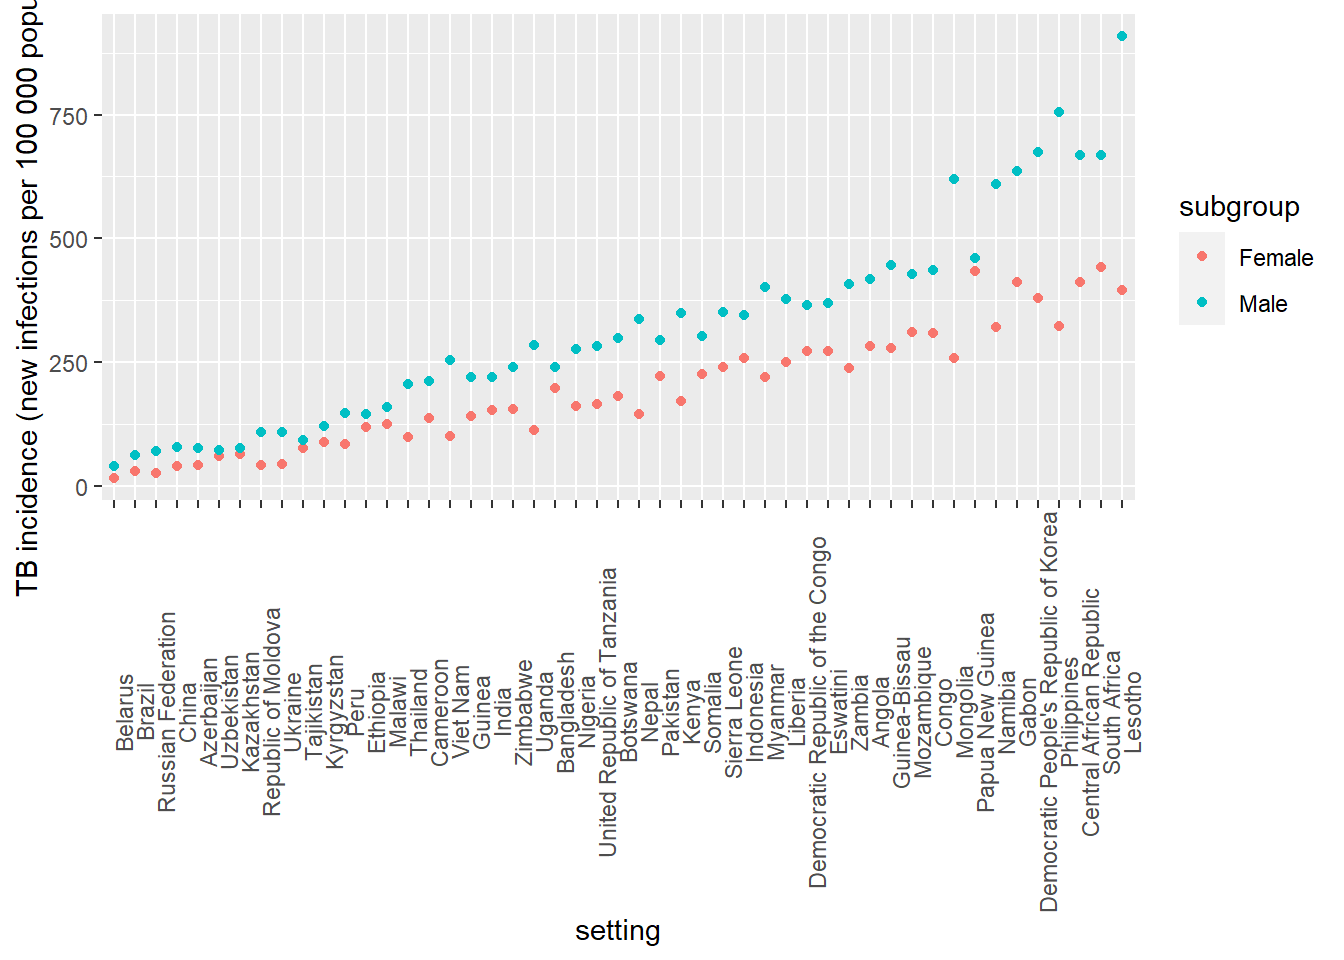 TB incidence (new infections per 100 000 popu
750
500
250
0
Belarus
Brazil
Russian Federation
China
Azerbaijan
Uzbekistan
Kazakhstan
Republic of Moldova
Ukraine
Tajikistan
Kyrgyzstan
Peru
Ethiopia
Malawi
Thailand
Cameroon
Viet Nam
Guinea
India
Zimbabwe
Uganda
Bangladesh
Nigeria
United Republic of Tanzania
Botswana
Nepal
Pakistan
Kenya
Somalia
Sierra Leone
Indonesia
Myanmar
Liberia
Democratic Republic of the Congo
Eswatini
Zambia
Angola
Guinea-Bissau
Mozambique
Congo
Mongolia
Papua New Guinea
Namibia
Gabon
Democratic People's Republic of Korea
Philippines
Central African Republic
South Africa
Lesotho
setting
subgroup
Female
Male